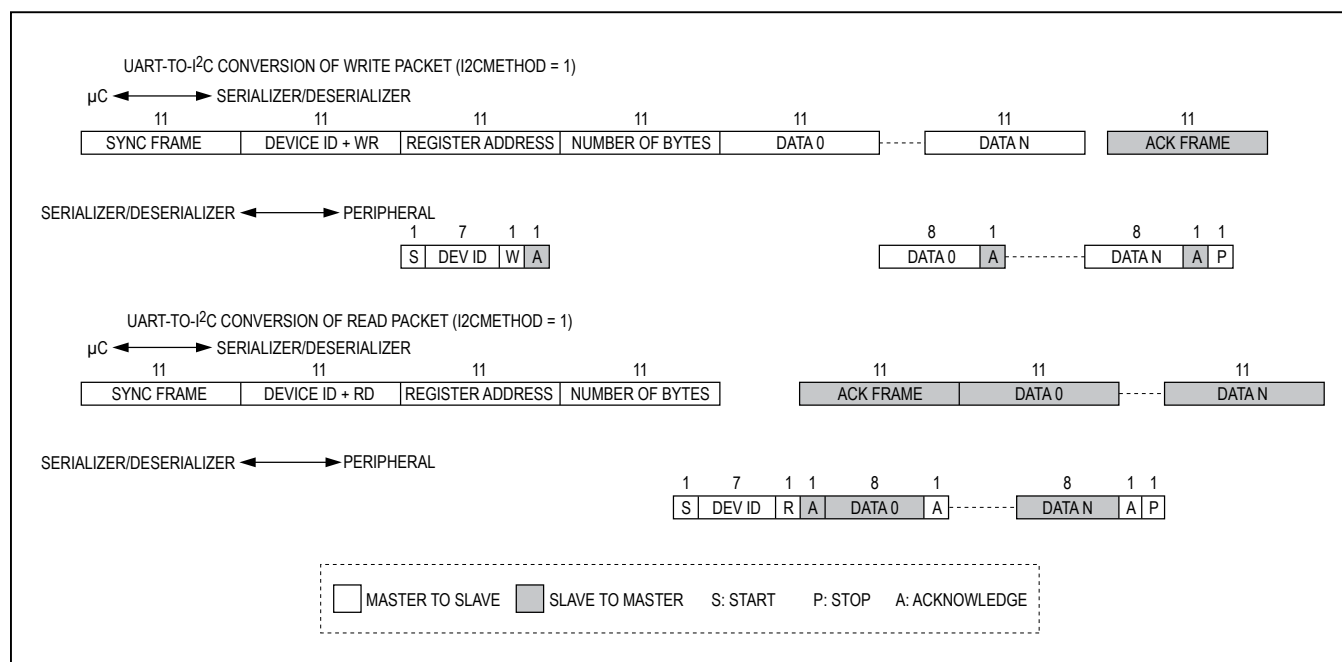 UART-TO-I2C CONVERSION OF WRITE PACKET (I2CMETHOD = 1)
µC SERIALIZER/DESERIALIZER
11 11 11 11 11 11 11
SYNC FRAME DEVICE ID + WR REGISTER ADDRESS NUMBER OF BYTES DATA 0 DATA N ACK FRAME
SERIALIZER/DESERIALIZER PERIPHERAL
1 7 1 1 8 1 8 1 1
S DEV ID W A DATA 0 A DATA N A P
UART-TO-I2C CONVERSION OF READ PACKET (I2CMETHOD = 1)
µC SERIALIZER/DESERIALIZER
11 11 11 11 11 11 11
SYNC FRAME DEVICE ID + RD REGISTER ADDRESS NUMBER OF BYTES ACK FRAME DATA 0 DATA N
SERIALIZER/DESERIALIZER PERIPHERAL
1 7 1 1 8 1 8 1 1
S DEV ID R A DATA 0 A DATA N A P
MASTER TO SLAVE SLAVE TO MASTER S: START P: STOP A: ACKNOWLEDGE